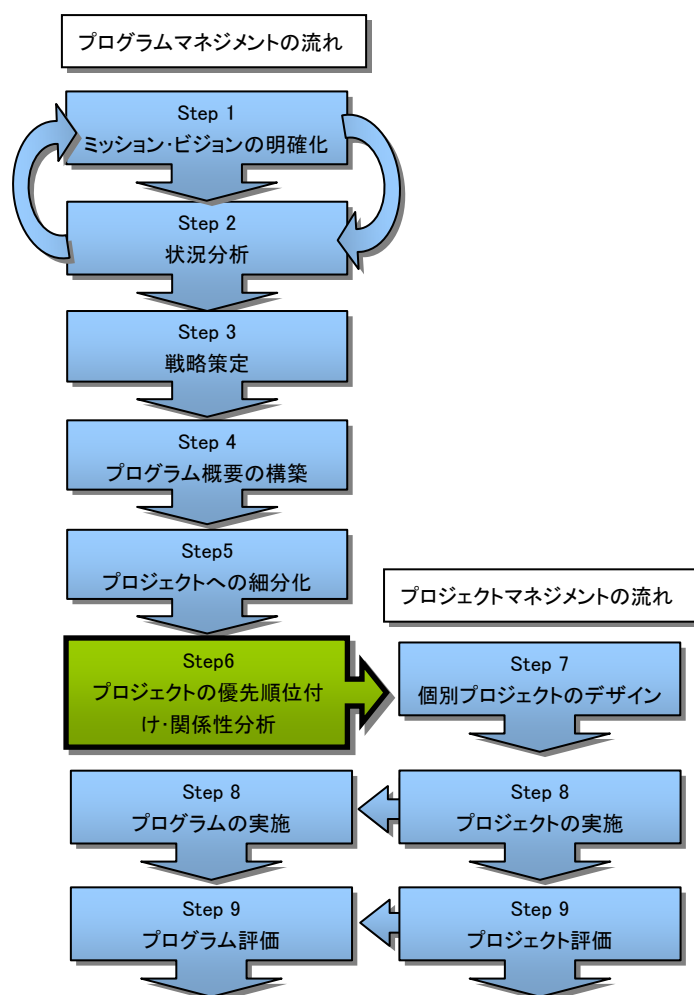 プログラムマネジメントの流れ
Step 1
ミッション・ビジョンの明確化
Step 2
状況分析
Step 3
戦略策定
Step 4
プログラム概要の構築
Step5
プロジェクトへの細分化
プロジェクトマネジメントの流れ
Step6
プロジェクトの優先順位付
け・関係性分析
Step 7
個別プロジェクトのデザイン
Step 8
プログラムの実施
Step 8
プロジェクトの実施
Step 9
プログラム評価
Step 9
プロジェクト評価